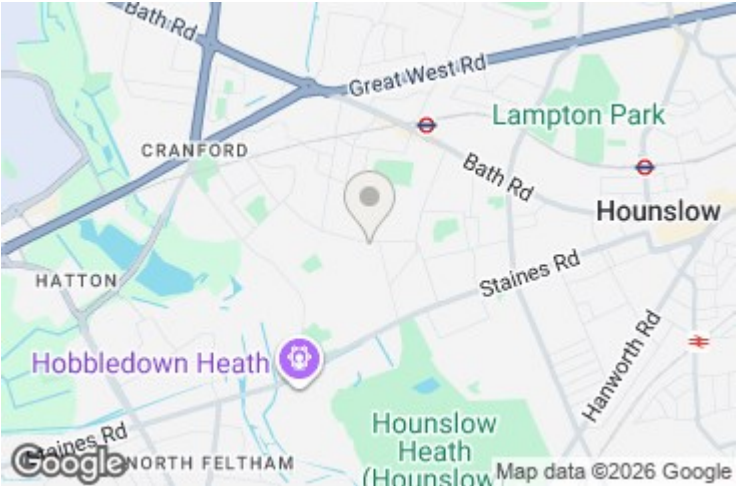 Bath Rd
Great West Rd
Lampton Park
CRANFORD
Bath Rd
Hounslow
HATTON
Staines Rd
Hobbledown Heath
Hanworth Rd
Hounslow
Heath
(Hounslow
Staines Rd
Google
NORTH FELTHAM
Map data ©2026 Google